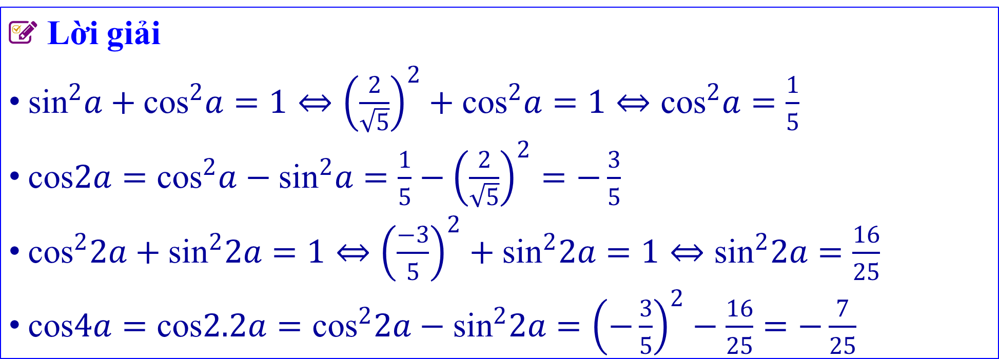 Lời giải
• sin²a + cos²a = 1 ⇔ (2/√5)² + cos²a = 1 ⇔ cos²a = 1/5
• cos2a = cos²a − sin²a = 1/5 − (2/√5)² = −3/5
• cos²2a + sin²2a = 1 ⇔ (−3/5)² + sin²2a = 1 ⇔ sin²2a = 16/25
• cos4a = cos2.2a = cos²2a − sin²2a = (−3/5)² − 16/25 = −7/25